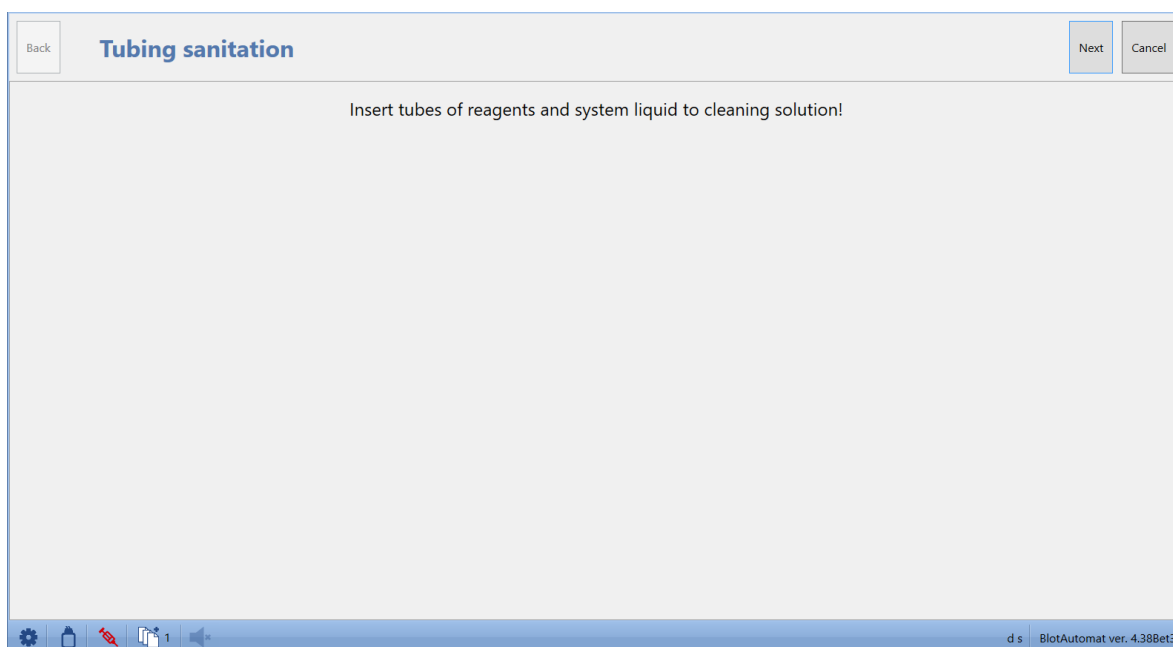 Back
Tubing sanitation
Next
Cancel
Insert tubes of reagents and system liquid to cleaning solution!
1
d s
BlotAutomat ver. 4.38Bet3